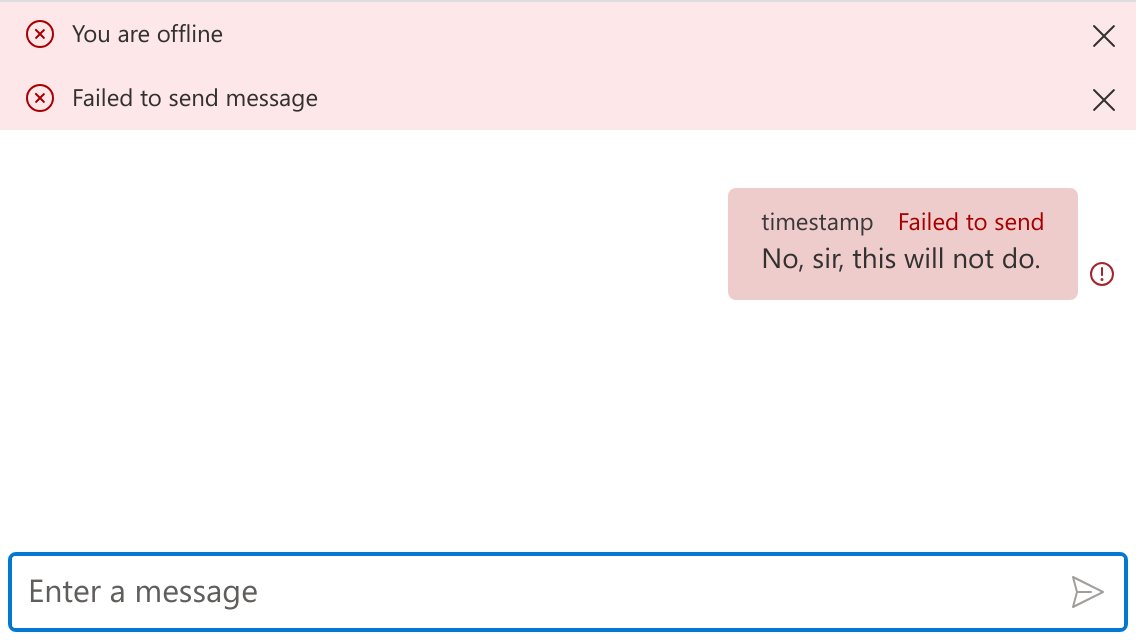 You are offline
Failed to send message
timestamp Failed to send
No, sir, this will not do.
Enter a message